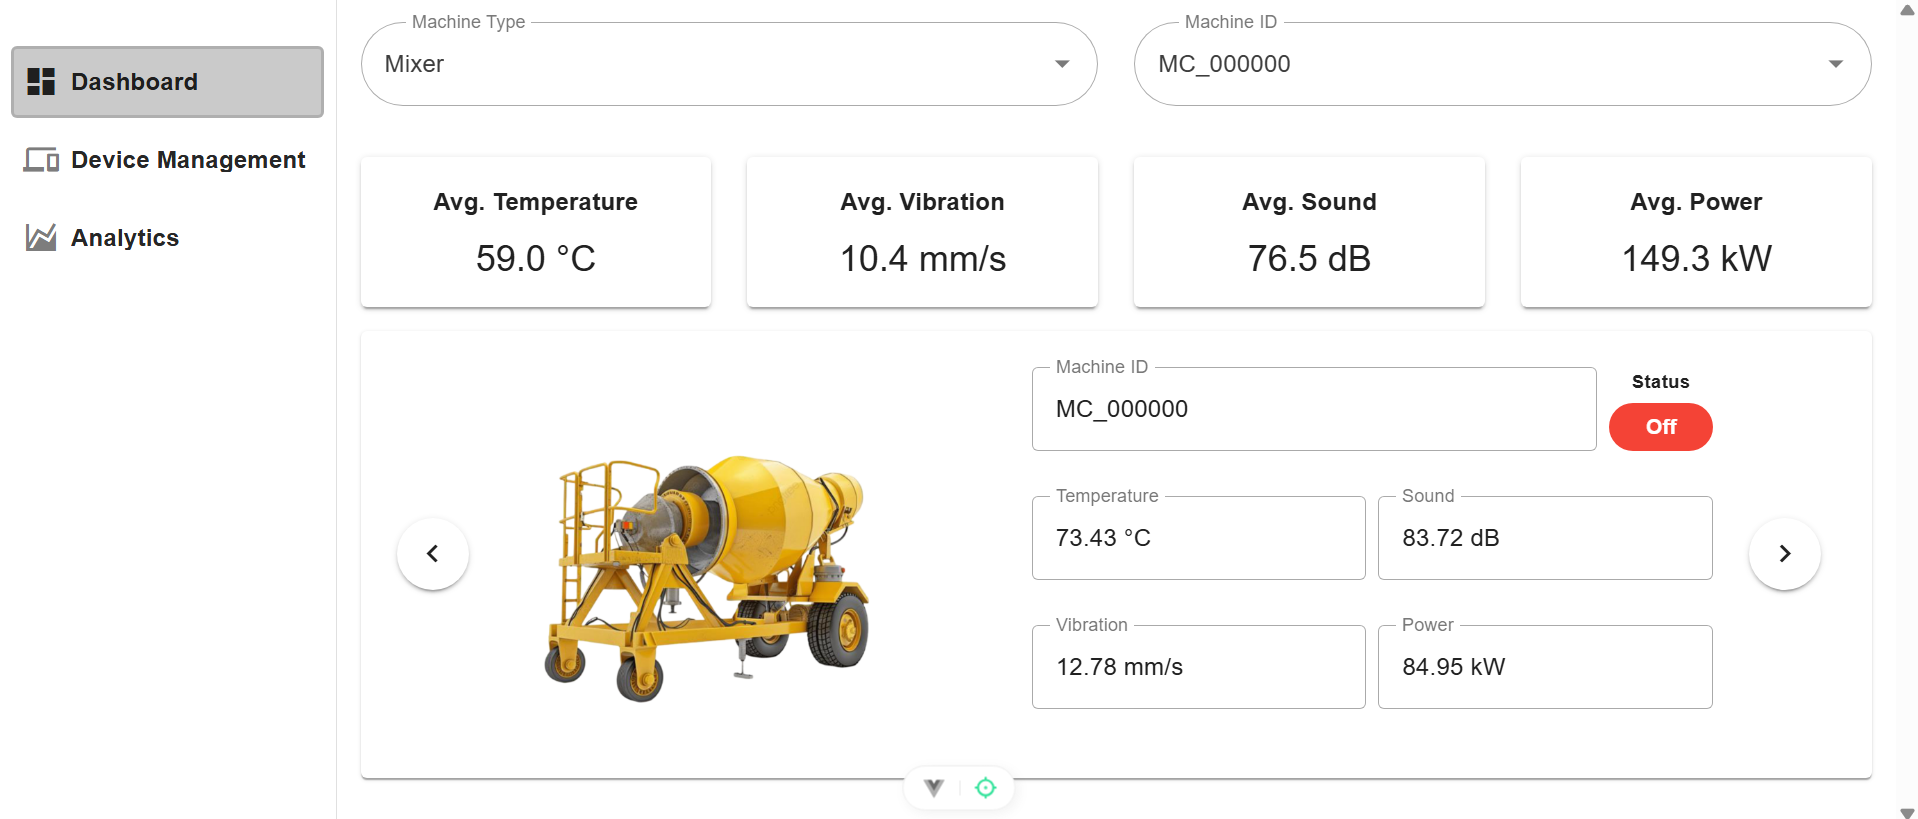 Dashboard
Device Management
Analytics
Machine Type
Mixer
Machine ID
MC_000000
Avg. Temperature
59.0 °C
Avg. Vibration
10.4 mm/s
Avg. Sound
76.5 dB
Avg. Power
149.3 kW
Machine ID
MC_000000
Status
Off
Temperature
73.43 °C
Sound
83.72 dB
Vibration
12.78 mm/s
Power
84.95 kW